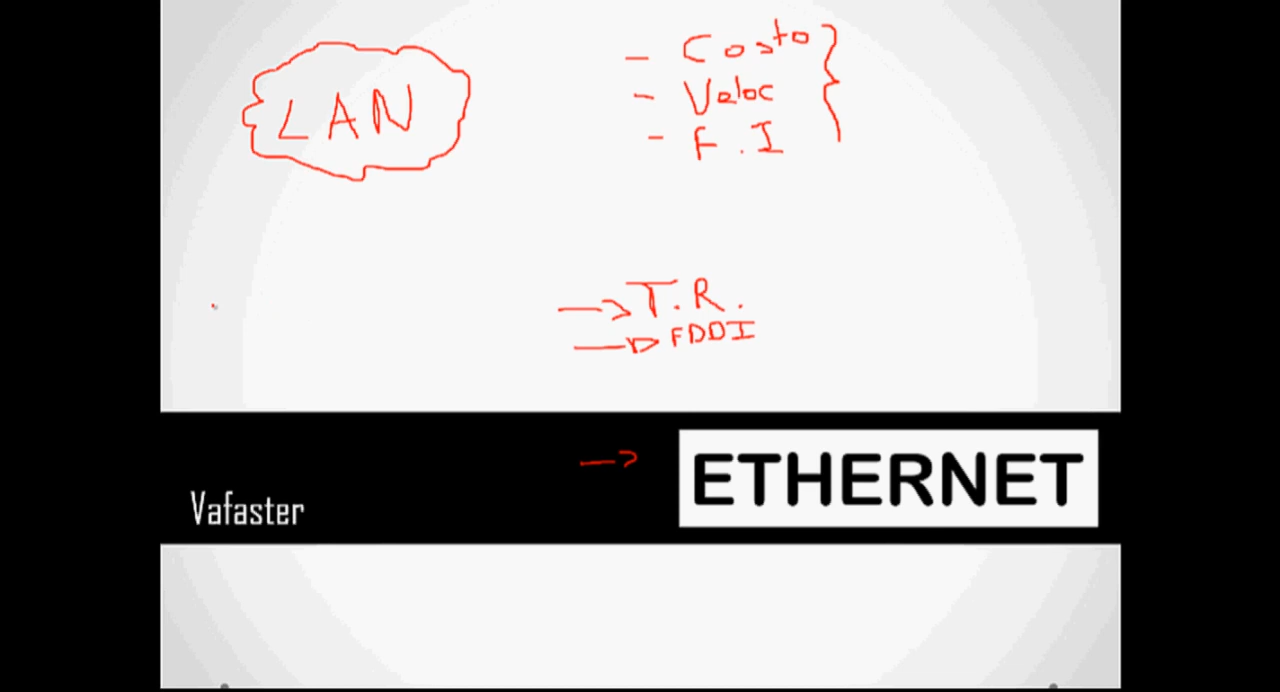 LAN
- Costo
- Veloc
- F.I
→ T.R.
→ FDDI
→ ETHERNET
Vafaster